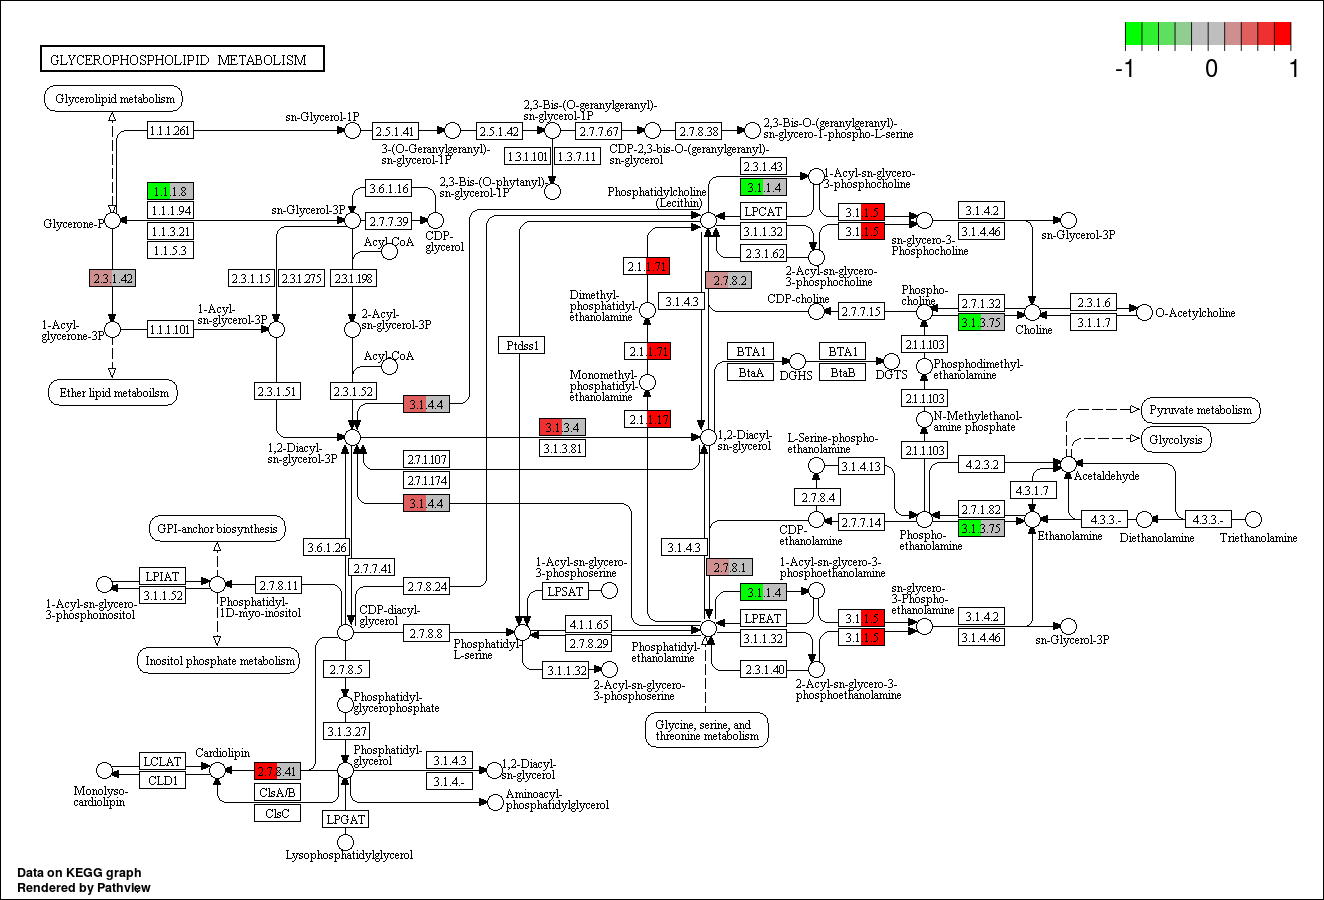 GLYCEROPHOSPHOLIPID METABOLISM
-1 0 1
Glycerolipid metabolism
1.1.1.261
sn-Glycerol-1P
2.5.1.41
2.5.1.42
2,3-Bis-(O-geranylgeranyl)-
sn-glycerol-1P
2.7.7.67
2.7.8.38
2,3-Bis-O-(geranylgeranyl)-
sn-glycero-1-phospho-L-serine
3-(O-Geranylgeranyl)-
sn-glycerol-1P
1.3.1.101
1.3.7.11
CDP-2,3-bis-O-(geranylgeranyl)-
sn-glycerol
2,3-Bis-(O-phytanyl)-
sn-glycerol-1P
1.1.1.8
1.1.1.94
1.1.3.21
1.1.5.3
Glycerone-P
sn-Glycerol-3P
3.6.1.16
2.7.7.39
CDP-
glycerol
Acyl-CoA
Phosphatidylcholine
(Lecithin)
2.3.1.43
3.1.1.4
LPCAT
3.1.1.32
2.3.1.62
1-Acyl-sn-glycero-
3-phosphocholine
3.1.1.5
3.1.1.5
sn-glycero-3-
Phosphocholine
3.1.4.2
3.1.4.46
sn-Glycerol-3P
2-Acyl-sn-glycero-
3-phosphocholine
2.3.1.42
2.3.1.15
2.3.1.275
2.3.1.198
2.1.1.71
2.7.8.2
Dimethyl-
phosphatidyl-
ethanolamine
3.1.4.3
CDP-choline
2.7.7.15
Phospho-
choline
2.7.1.32
3.1.3.75
Choline
2.3.1.6
3.1.1.7
O-Acetylcholine
1-Acyl-
glycerone-3P
1.1.1.101
1-Acyl-
sn-glycerol-3P
2-Acyl-
sn-glycerol-3P
Acyl-CoA
Ptdss1
2.1.1.71
Monomethyl-
phosphatidyl-
ethanolamine
BTA1
BtaA
DGHS
BTA1
BtaB
DGTS
2.1.1.103
Phosphodimethyl-
ethanolamine
Ether lipid metaboilsm
2.3.1.51
2.3.1.52
3.1.4.4
2.1.1.17
2.1.1.103
N-Methylethanol-
amine phosphate
2.1.1.103
Pyruvate metabolism
Glycolysis
1,2-Diacyl-
sn-glycerol-3P
3.1.3.4
3.1.3.81
1,2-Diacyl-
sn-glycerol
2.7.1.107
2.7.1.174
3.1.4.4
L-Serine-phospho-
ethanolamine
3.1.4.13
2.7.8.4
4.2.3.2
Acetaldehyde
4.3.1.7
CDP-
ethanolamine
2.7.7.14
Phospho-
ethanolamine
2.7.1.82
3.1.3.75
Ethanolamine
4.3.3.-
Diethanolamine
4.3.3.-
Triethanolamine
GPI-anchor biosynthesis
3.6.1.26
2.7.7.41
3.1.4.3
2.7.8.1
LPIAT
3.1.1.52
1-Acyl-sn-glycero-
3-phosphoinositol
2.7.8.11
Phosphatidyl-
1D-myo-inositol
Inositol phosphate metabolism
2.7.8.24
CDP-diacyl-
glycerol
2.7.8.8
1-Acyl-sn-glycero-
3-phosphoserine
LPSAT
Phosphatidyl-
L-serine
4.1.1.65
2.7.8.29
3.1.1.32
2-Acyl-sn-glycero-
3-phosphoserine
Phosphatidyl-
ethanolamine
1-Acyl-sn-glycero-3-
phosphoethanolamine
3.1.1.4
LPEAT
3.1.1.32
2.3.1.40
2-Acyl-sn-glycero-3-
phosphoethanolamine
sn-glycero-
3-Phospho-
ethanolamine
3.1.1.5
3.1.1.5
3.1.4.2
3.1.4.46
sn-Glycerol-3P
Glycine, serine, and
threonine metabolism
2.7.8.5
Phosphatidyl-
glycerophosphate
3.1.3.27
Phosphatidyl-
glycerol
LCLAT
CLD1
Monolyso-
cardiolipin
Cardiolipin
2.7.8.41
ClsA/B
ClsC
3.1.4.3
3.1.4.-
1,2-Diacyl-
sn-glycerol
Aminoacyl-
phosphatidylglycerol
LPGAT
Lysophosphatidylglycerol
Data on KEGG graph
Rendered by Pathview